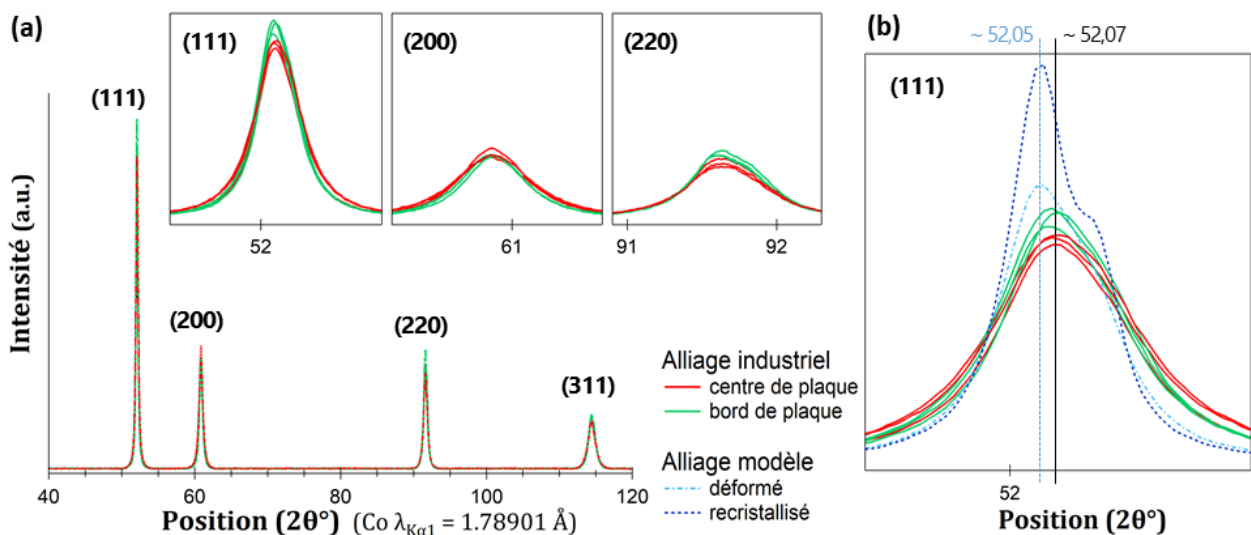 (a)
(111)
(200)
(220)
52
61
91
92
(111)
(200)
(220)
(311)
Intensité (a.u.)
40
60
80
100
120
Position (2θ°) (Co λKα1 = 1.78901 Å)
Alliage industriel
centre de plaque
bord de plaque
Alliage modèle
déformé
recristallisé
(b)
~ 52,05
~ 52,07
(111)
52
Position (2θ°)